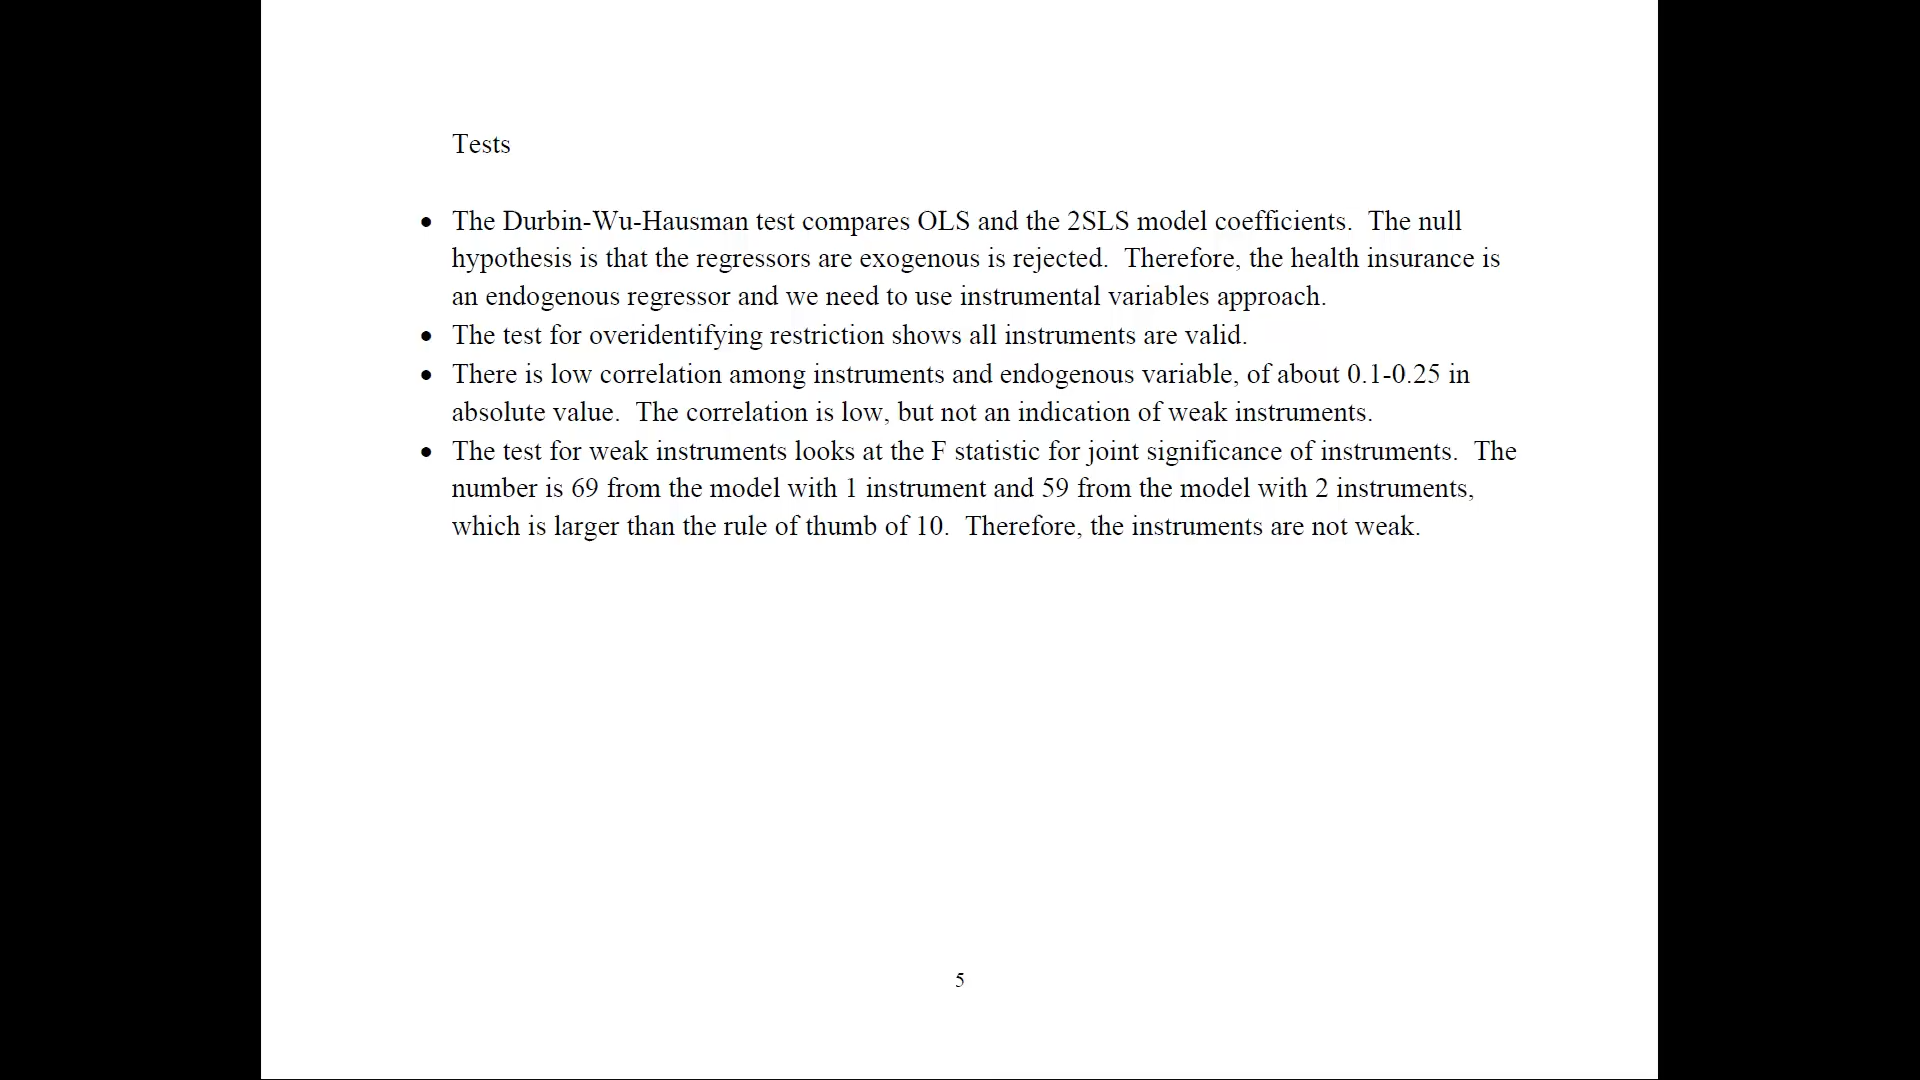 Tests
• The Durbin-Wu-Hausman test compares OLS and the 2SLS model coefficients.  The null
hypothesis is that the regressors are exogenous is rejected.  Therefore, the health insurance is
an endogenous regressor and we need to use instrumental variables approach.
• The test for overidentifying restriction shows all instruments are valid.
• There is low correlation among instruments and endogenous variable, of about 0.1-0.25 in
absolute value.  The correlation is low, but not an indication of weak instruments.
• The test for weak instruments looks at the F statistic for joint significance of instruments.  The
number is 69 from the model with 1 instrument and 59 from the model with 2 instruments,
which is larger than the rule of thumb of 10.  Therefore, the instruments are not weak.
5